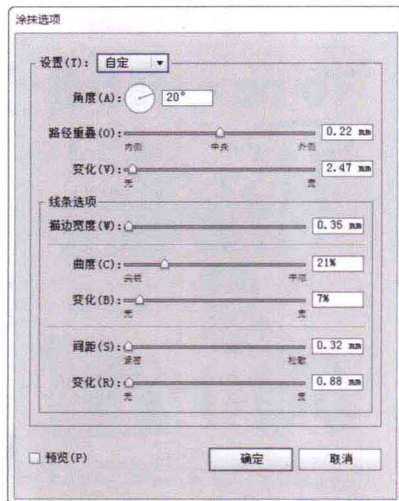 涂抹选项
设置(T): 自定
角度(A): 20°
路径重叠(O): 0.22 mm
内侧 中央 外侧
变化(V): 2.47 mm
无 宽
线条选项
描边宽度(W): 0.35 mm
曲度(C): 21%
尖锐 平滑
变化(B): 7%
无 宽
间距(S): 0.32 mm
紧密 松散
变化(R): 0.88 mm
无 宽
预览(P) 确定 取消